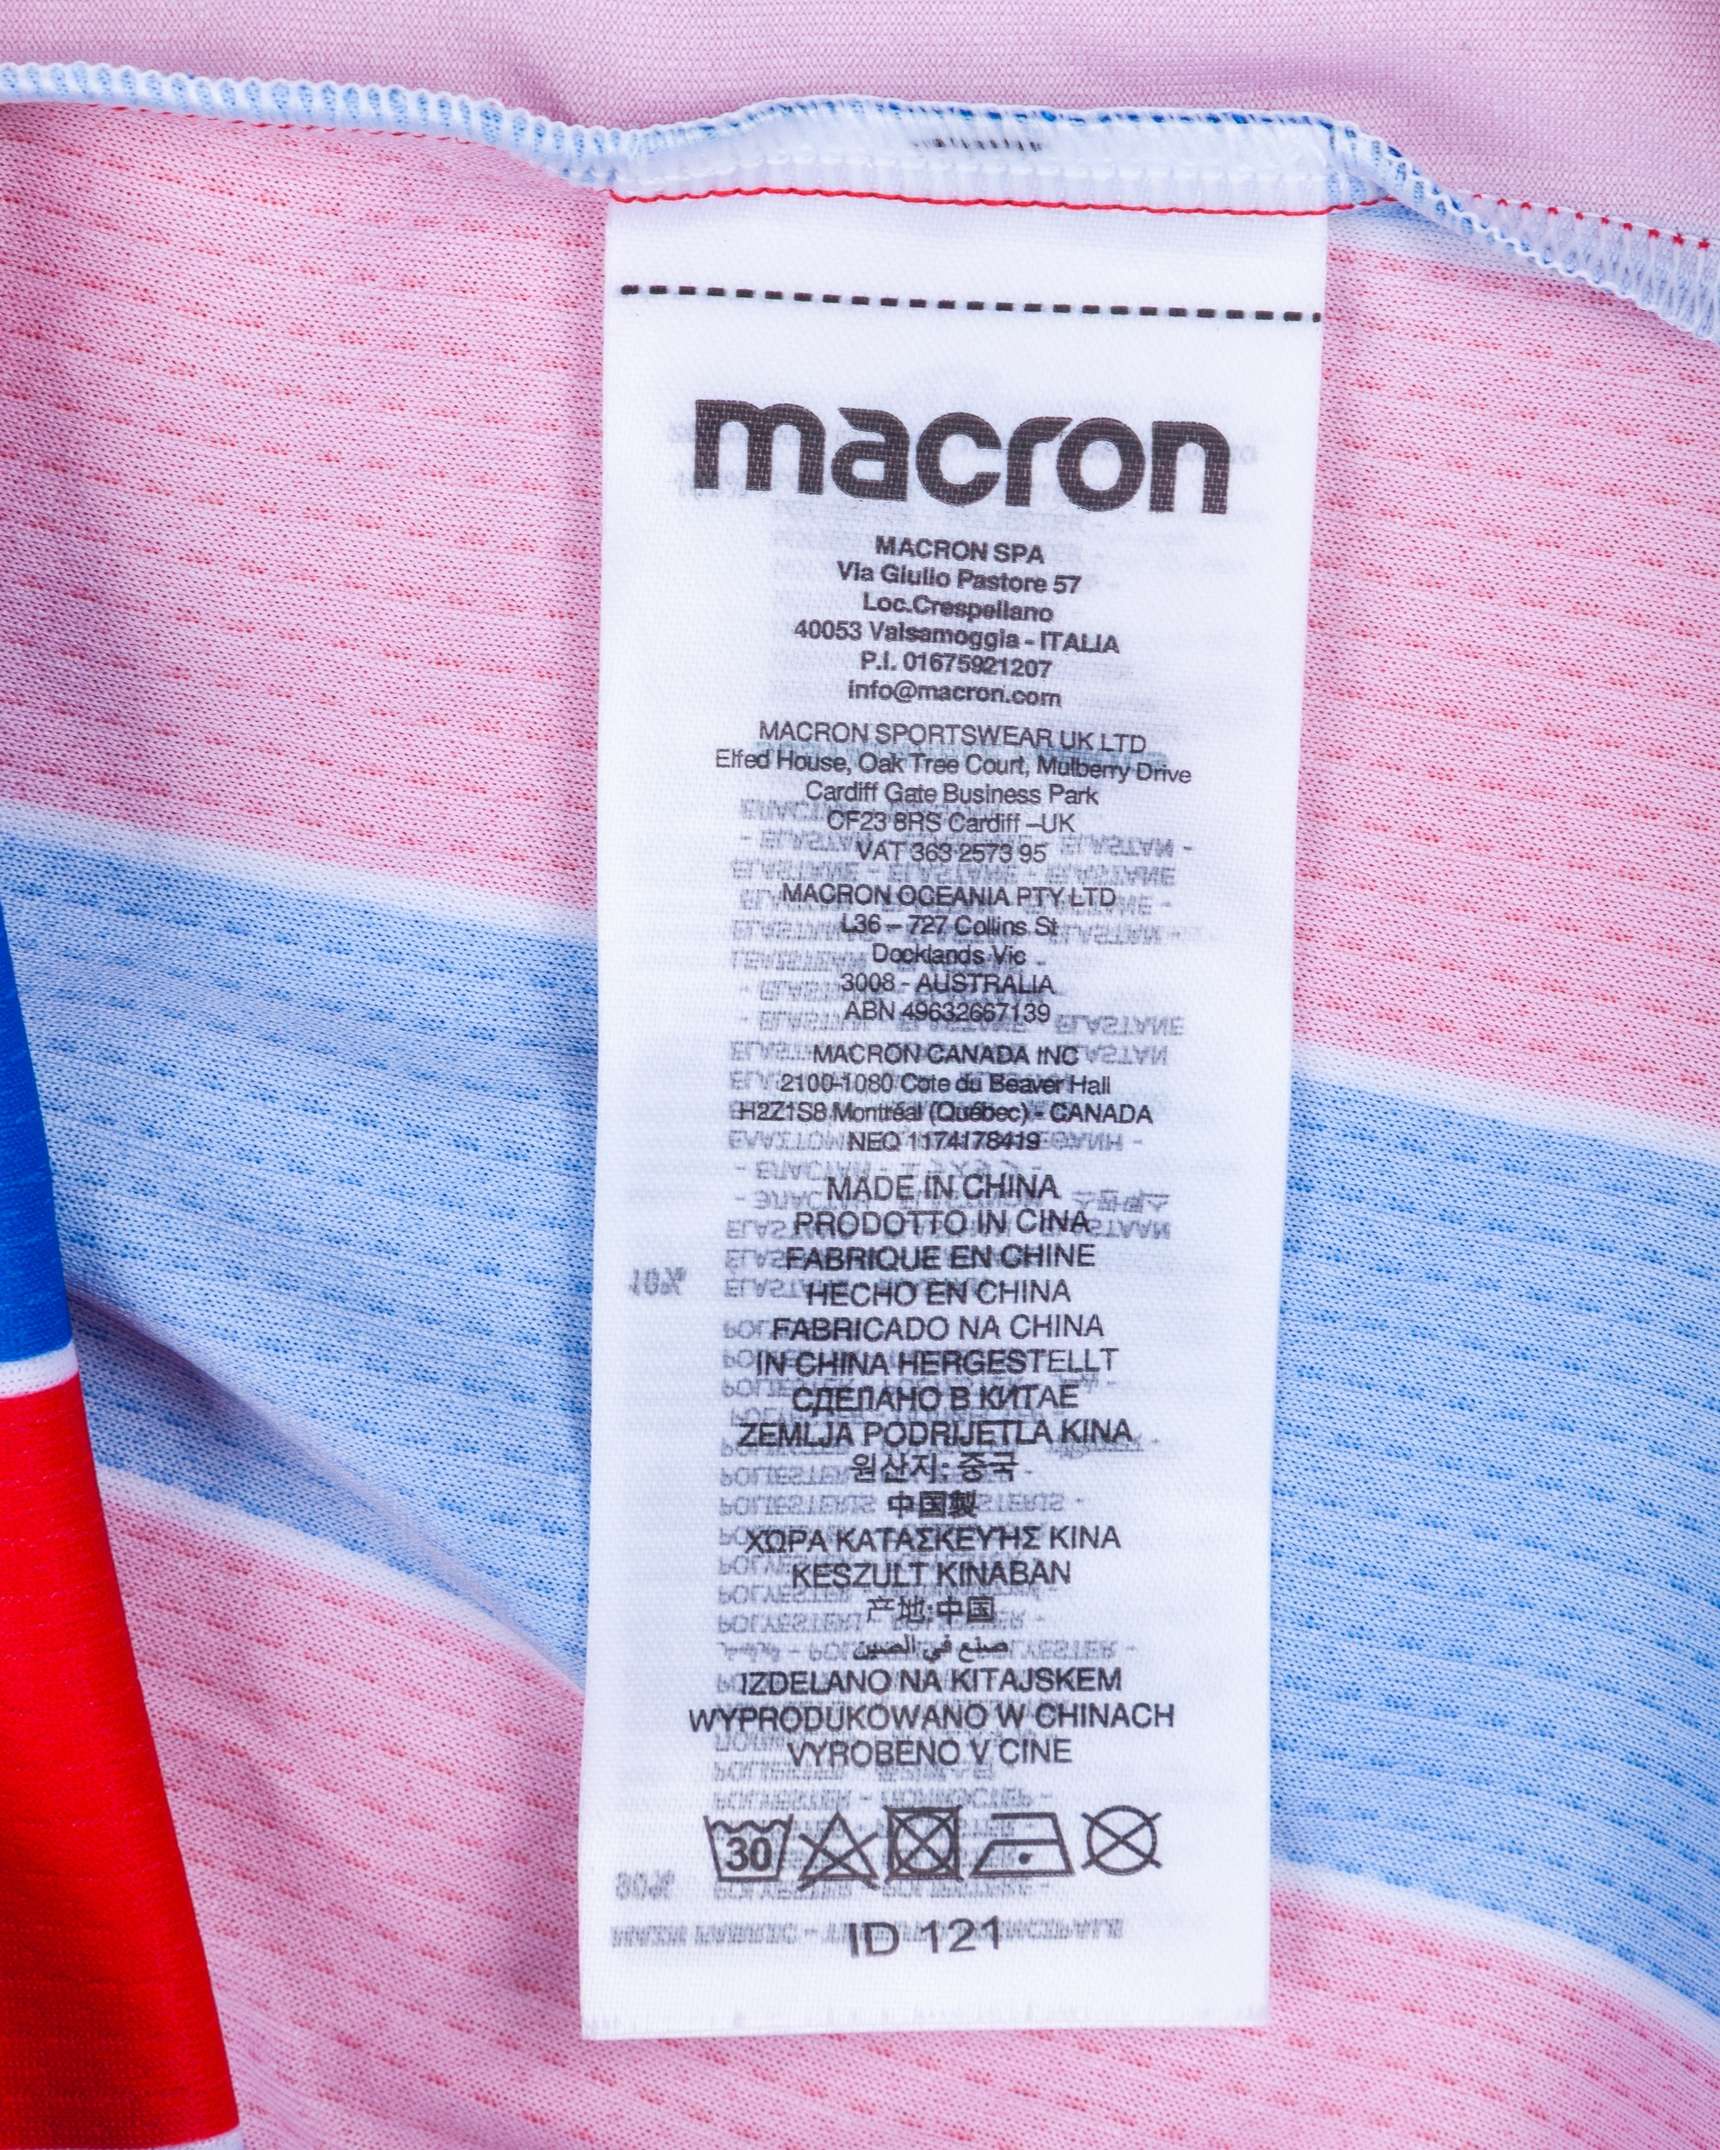 macron
MACRON SPA
Via Giulio Pastore 57
Loc.Crespellano
40053 Valsamoggia - ITALIA
P.I. 01675921207
info@macron.com
MACRON SPORTSWEAR UK LTD
Elfed House, Oak Tree Court, Mulberry Drive
Cardiff Gate Business Park
CF23 8RS Cardiff –UK
VAT 363 2573 95
MACRON OCEANIA PTY LTD
L36 – 727 Collins St
Docklands Vic
3008 - AUSTRALIA
ABN 49632667139
MACRON CANADA INC
2100-1080 Cote du Beaver Hall
H2Z1S8 Montréal (Québec) - CANADA
NEQ 1174178419
MADE IN CHINA
PRODOTTO IN CINA
FABRIQUE EN CHINE
HECHO EN CHINA
FABRICADO NA CHINA
IN CHINA HERGESTELLT
СДЕЛАНО В КИТАЕ
ZEMLJA PODRIJETLA KINA
원산지: 중국
中国製
ΧΩΡΑ ΚΑΤΑΣΚΕΥΉΣ ΚΙΝΑ
KESZULT KINABAN
产地:中国
صنع في الصين
IZDELANO NA KITAJSKEM
WYPRODUKOWANO W CHINACH
VYROBENO V CINE
30
ID 121